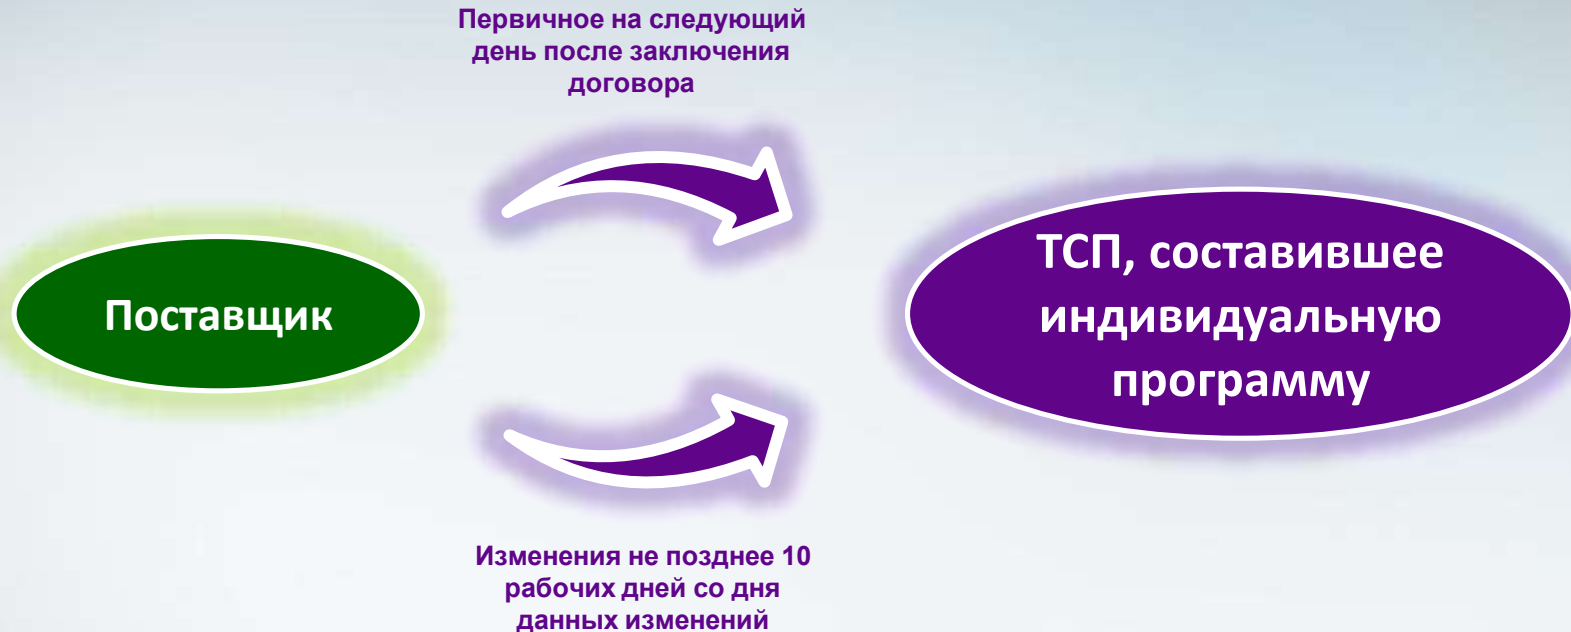 Первичное на следующий
день после заключения
договора
Поставщик
ТСП, составившее
индивидуальную
программу
Изменения не позднее 10
рабочих дней со дня
данных изменений